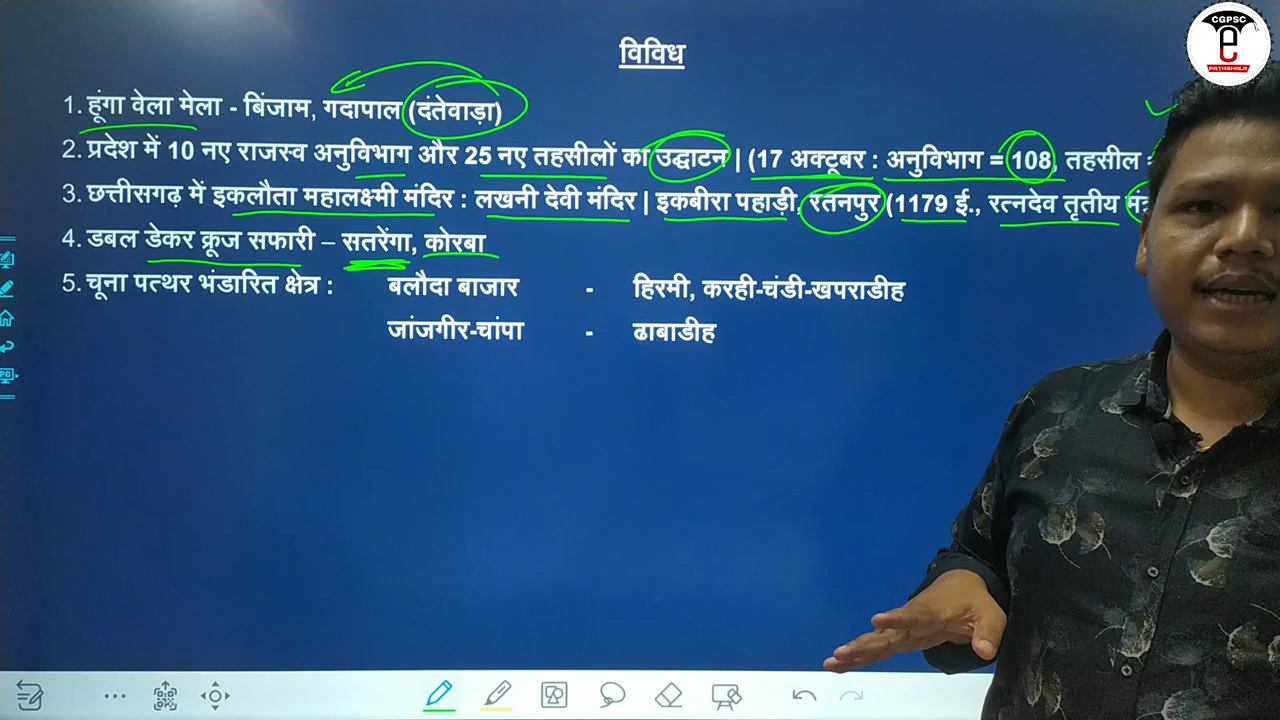 CGPSC
e
PATHSHALA
विविध
1. हूंगा वेला मेला - बिंजाम, गदापाल (दंतेवाड़ा)
2. प्रदेश में 10 नए राजस्व अनुविभाग और 25 नए तहसीलों का उद्घाटन | (17 अक्टूबर : अनुविभाग = 108, तहसील
3. छत्तीसगढ़ में इकलौता महालक्ष्मी मंदिर : लखनी देवी मंदिर | इकबीरा पहाड़ी, रतनपुर (1179 ई., रत्नदेव तृतीय
4. डबल डेकर क्रूज सफारी – सतरेंगा, कोरबा
5. चूना पत्थर भंडारित क्षेत्र : बलौदा बाजार - हिरमी, करही-चंडी-खपराडीह
जांजगीर-चांपा - ढाबाडीह